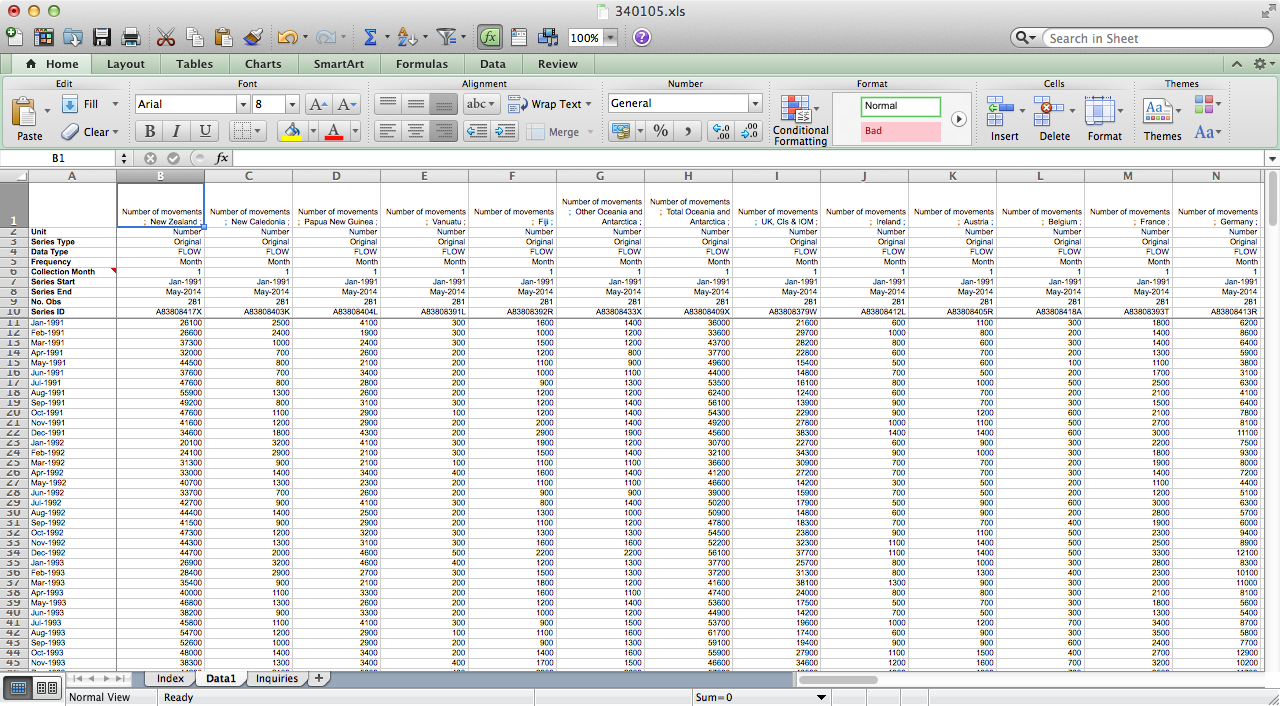 340105.xls
100%
Search in Sheet
Home Layout Tables Charts SmartArt Formulas Data Review
Edit Font Alignment Number Format Cells Themes
Fill Arial 8 abc Wrap Text General Normal
Paste Clear B I U Merge % Conditional Formatting Bad Insert Delete Format Themes Aa
B1 fx
A B C D E F G H I J K L M N
1 Number of movements ; New Zealand ; Number of movements ; New Caledonia ; Number of movements ; Papua New Guinea ; Number of movements ; Vanuatu ; Number of movements ; Fiji ; Number of movements ; Other Oceania and Antarctica ; Number of movements ; Total Oceania and Antarctica ; Number of movements ; UK, CIs & IOM ; Number of movements ; Ireland ; Number of movements ; Austria ; Number of movements ; Belgium ; Number of movements ; France ; Number of movements ; Germany ;
2 Unit Number Number Number Number Number Number Number Number Number Number Number Number Number
3 Series Type Original Original Original Original Original Original Original Original Original Original Original Original Original
4 Data Type FLOW FLOW FLOW FLOW FLOW FLOW FLOW FLOW FLOW FLOW FLOW FLOW FLOW
5 Frequency Month Month Month Month Month Month Month Month Month Month Month Month Month
6 Collection Month 1 1 1 1 1 1 1 1 1 1 1 1 1
7 Series Start Jan-1991 Jan-1991 Jan-1991 Jan-1991 Jan-1991 Jan-1991 Jan-1991 Jan-1991 Jan-1991 Jan-1991 Jan-1991 Jan-1991 Jan-1991
8 Series End May-2014 May-2014 May-2014 May-2014 May-2014 May-2014 May-2014 May-2014 May-2014 May-2014 May-2014 May-2014 May-2014
9 No. Obs 281 281 281 281 281 281 281 281 281 281 281 281 281
10 Series ID A83808417X A83808403K A83808404L A83808391L A83808392R A83808433X A83808409X A83808379W A83808412L A83808405R A83808418A A83808393T A83808413R
11 Jan-1991 26100 2500 4100 300 1600 1400 36000 21600 600 1100 300 1800 6200
12 Feb-1991 26600 2400 1900 300 1000 1200 33600 29700 1000 800 200 1400 8600
13 Mar-1991 37300 1000 2400 300 1500 1200 43700 28200 800 600 300 1400 6400
14 Apr-1991 32000 700 2600 200 1200 800 37700 22800 600 700 200 1300 5900
15 May-1991 44500 800 2100 200 1100 900 49600 15400 500 600 100 1100 3800
16 Jun-1991 37600 700 3400 200 1000 1100 44000 14800 700 500 200 1700 3100
17 Jul-1991 47600 800 2800 200 900 1300 53500 16100 800 1000 500 2500 6300
18 Aug-1991 55900 1300 2600 200 1200 1200 62400 12400 600 700 200 2100 4100
19 Sep-1991 49200 800 3100 300 1200 1400 56100 13900 900 700 300 1500 6400
20 Oct-1991 47600 1100 2900 100 1200 1400 54300 22900 900 1200 600 2100 7800
21 Nov-1991 41600 1200 2900 200 2000 1400 49200 27800 1000 1100 500 2700 8100
22 Dec-1991 34600 1800 4300 200 2900 1900 45600 38300 1400 1400 600 3000 11100
23 Jan-1992 20100 3200 4100 300 1900 1200 30700 22700 600 900 300 2200 7500
24 Feb-1992 24100 2900 2100 300 1500 1400 32100 34300 900 1000 300 1800 9300
25 Mar-1992 31300 900 2100 100 1100 1100 36600 30900 700 700 200 1900 8000
26 Apr-1992 33000 1400 3400 400 1600 1400 41200 27200 700 700 300 1400 7200
27 May-1992 40700 1300 2300 200 1100 1100 46600 14200 300 500 200 1100 4400
28 Jun-1992 33700 700 2600 200 900 900 39000 15900 700 500 200 1200 5100
29 Jul-1992 42700 900 4100 300 800 1400 50200 17900 500 900 600 3000 6300
30 Aug-1992 44400 1400 2500 200 1300 1000 50900 14800 600 900 200 2800 5700
31 Sep-1992 41500 900 2900 200 1100 1200 47800 18300 700 700 400 1900 6000
32 Oct-1992 47300 1200 3200 200 1300 1200 54500 23800 900 1100 500 2300 9400
33 Nov-1992 44300 1300 3100 300 1600 1600 52200 32300 1100 1400 500 2500 8900
34 Dec-1992 44700 2000 4600 500 2200 2200 56100 37700 1100 1400 500 3300 12100
35 Jan-1993 26900 3200 4600 400 1300 1300 37700 25700 800 1000 300 2800 8300
36 Feb-1993 28400 2900 2700 300 1500 1300 37200 31300 800 1300 400 2300 10100
37 Mar-1993 35400 900 2100 200 1800 1200 41600 38100 1300 900 200 2000 11000
38 Apr-1993 40000 1100 3300 200 1600 1100 47400 24000 800 800 300 2100 8100
39 May-1993 46800 1300 2600 200 1200 1400 53600 17500 500 700 300 1800 5600
40 Jun-1993 38200 900 3300 200 1000 1200 44900 14200 700 500 300 1300 5400
41 Jul-1993 45800 1100 4100 300 900 1500 53700 19600 1000 1200 700 3400 8700
42 Aug-1993 54700 1200 2900 100 1100 1600 61700 17400 600 900 300 3500 5800
43 Sep-1993 52600 1000 2900 200 900 1300 59100 19400 900 900 600 2400 7700
44 Oct-1993 48000 1400 3400 200 1400 1600 55900 27900 900 1100 400 2700 12900
45 Nov-1993 38300 1300 3400 400 1700 1500 46600 34600 1200 1600 700 3200 10200
Index Data1 Inquiries +
Normal View Ready Sum=0